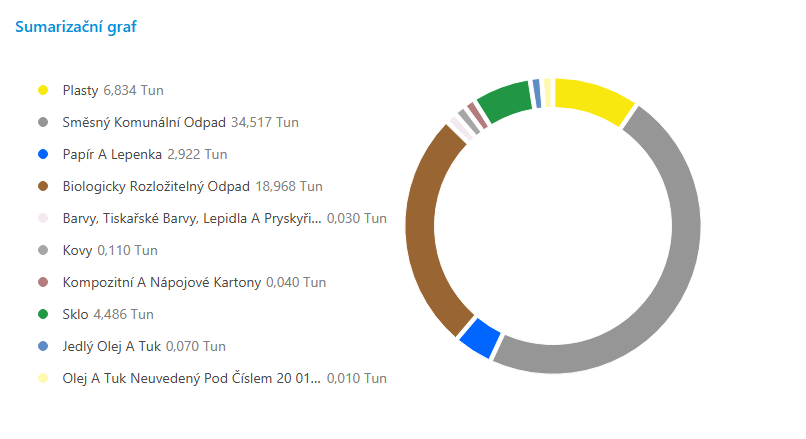 Sumarizační graf
Plasty 6,834 Tun
Směsný Komunální Odpad 34,517 Tun
Papír A Lepenka 2,922 Tun
Biologicky Rozložitelný Odpad 18,968 Tun
Barvy, Tiskařské Barvy, Lepidla A Pryskyři... 0,030 Tun
Kovy 0,110 Tun
Kompozitní A Nápojové Kartony 0,040 Tun
Sklo 4,486 Tun
Jedlý Olej A Tuk 0,070 Tun
Olej A Tuk Neuvedený Pod Číslem 20 01... 0,010 Tun